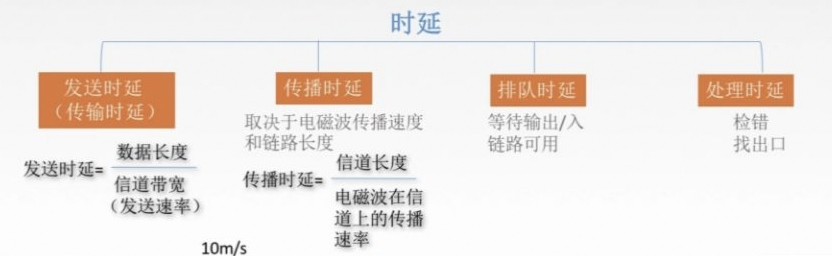 时延
发送时延
（传输时延）
传播时延
排队时延
处理时延
取决于电磁波传播速度
和链路长度
等待输出/入
链路可用
检错
找出口
发送时延=
数据长度
信道带宽
（发送速率）
传播时延=
信道长度
电磁波在信
道上的传播
速率
10m/s